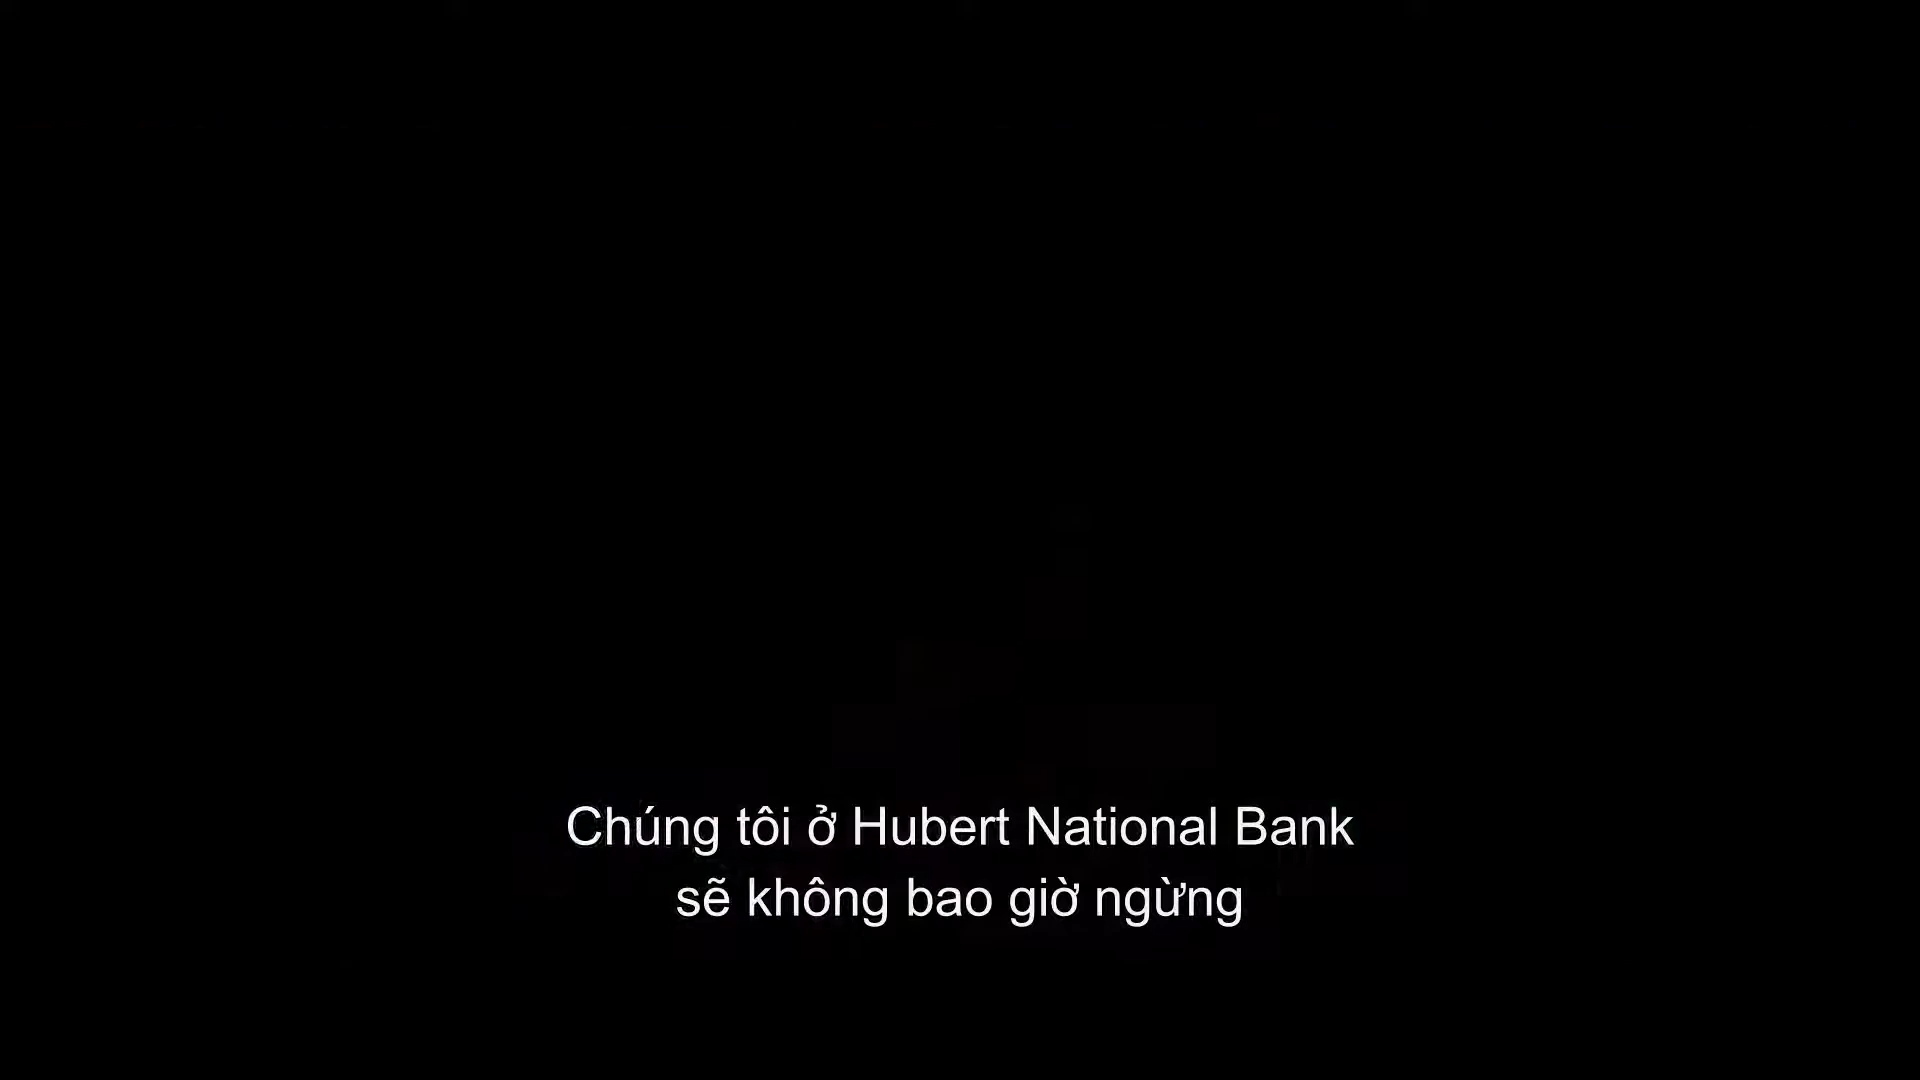 Chúng tôi ở Hubert National Bank
sẽ không bao giờ ngừng